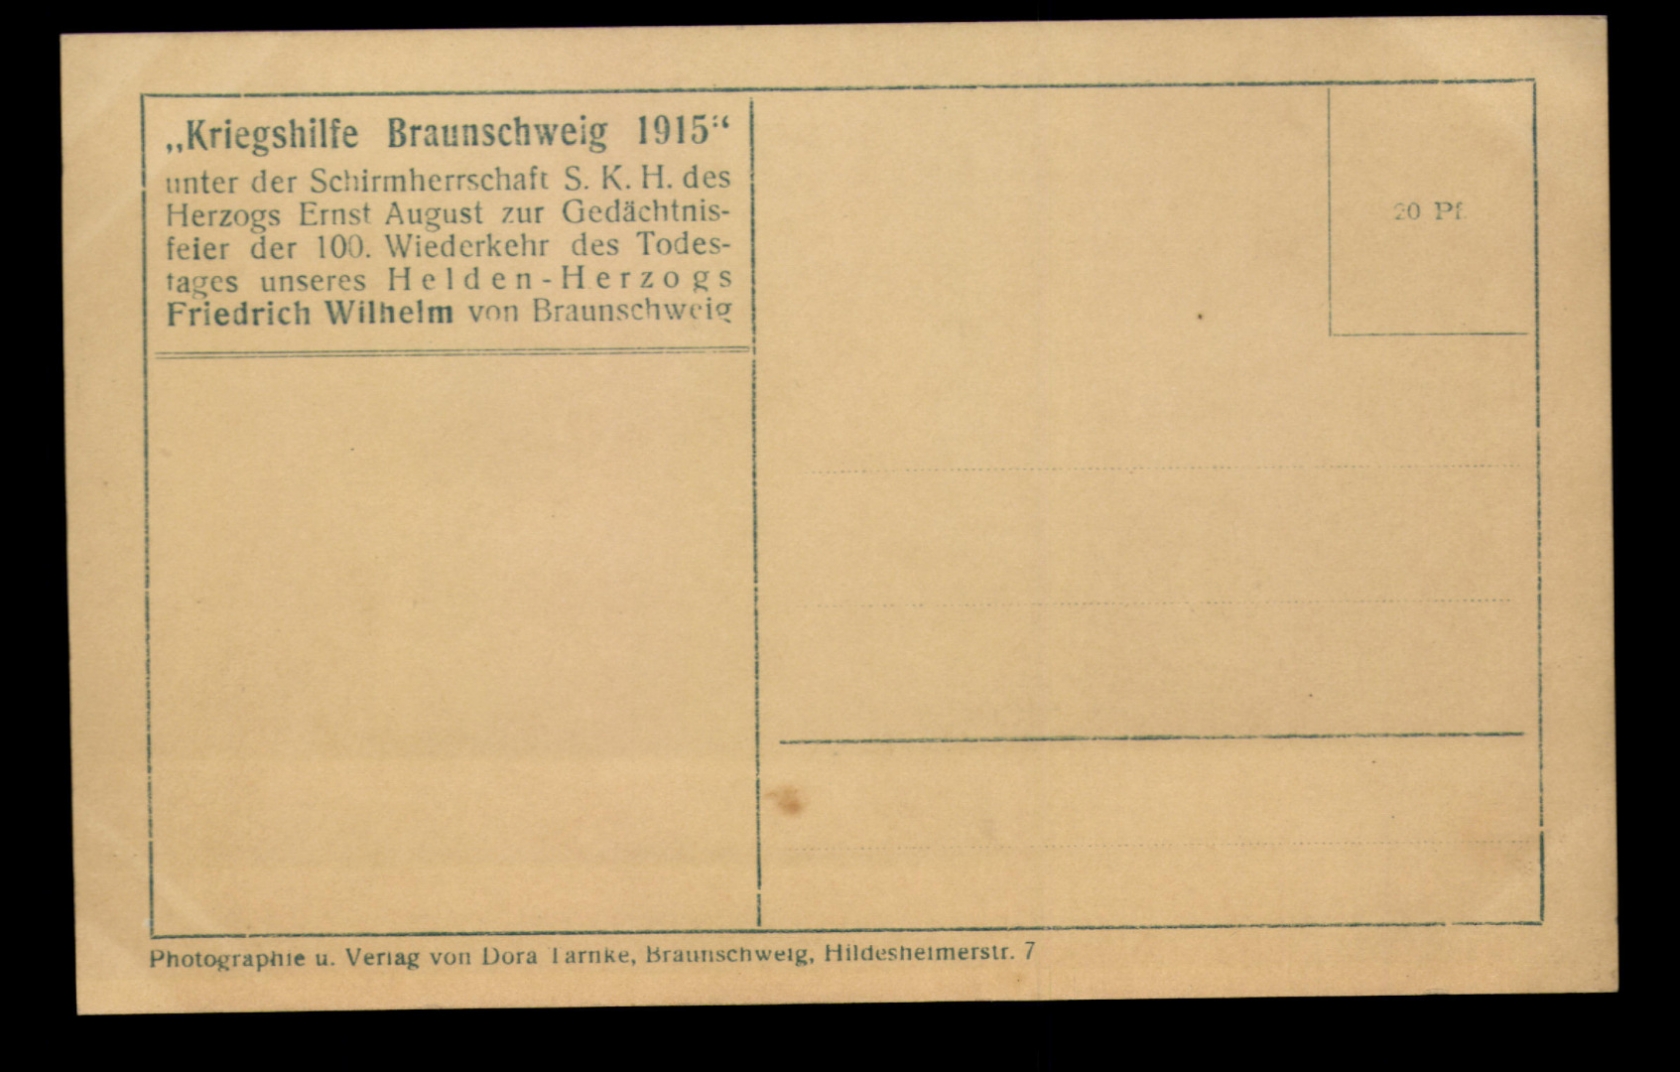 „Kriegshilfe Braunschweig 1915“
unter der Schirmherrschaft S. K. H. des
Herzogs Ernst August zur Gedächtnis-
feier der 100. Wiederkehr des Todes-
tages unseres Helden-Herzogs
Friedrich Wilhelm von Braunschweig
20 Pf.
Photographie u. Verlag von Dora Tarnke, Braunschweig, Hildesheimerstr. 7